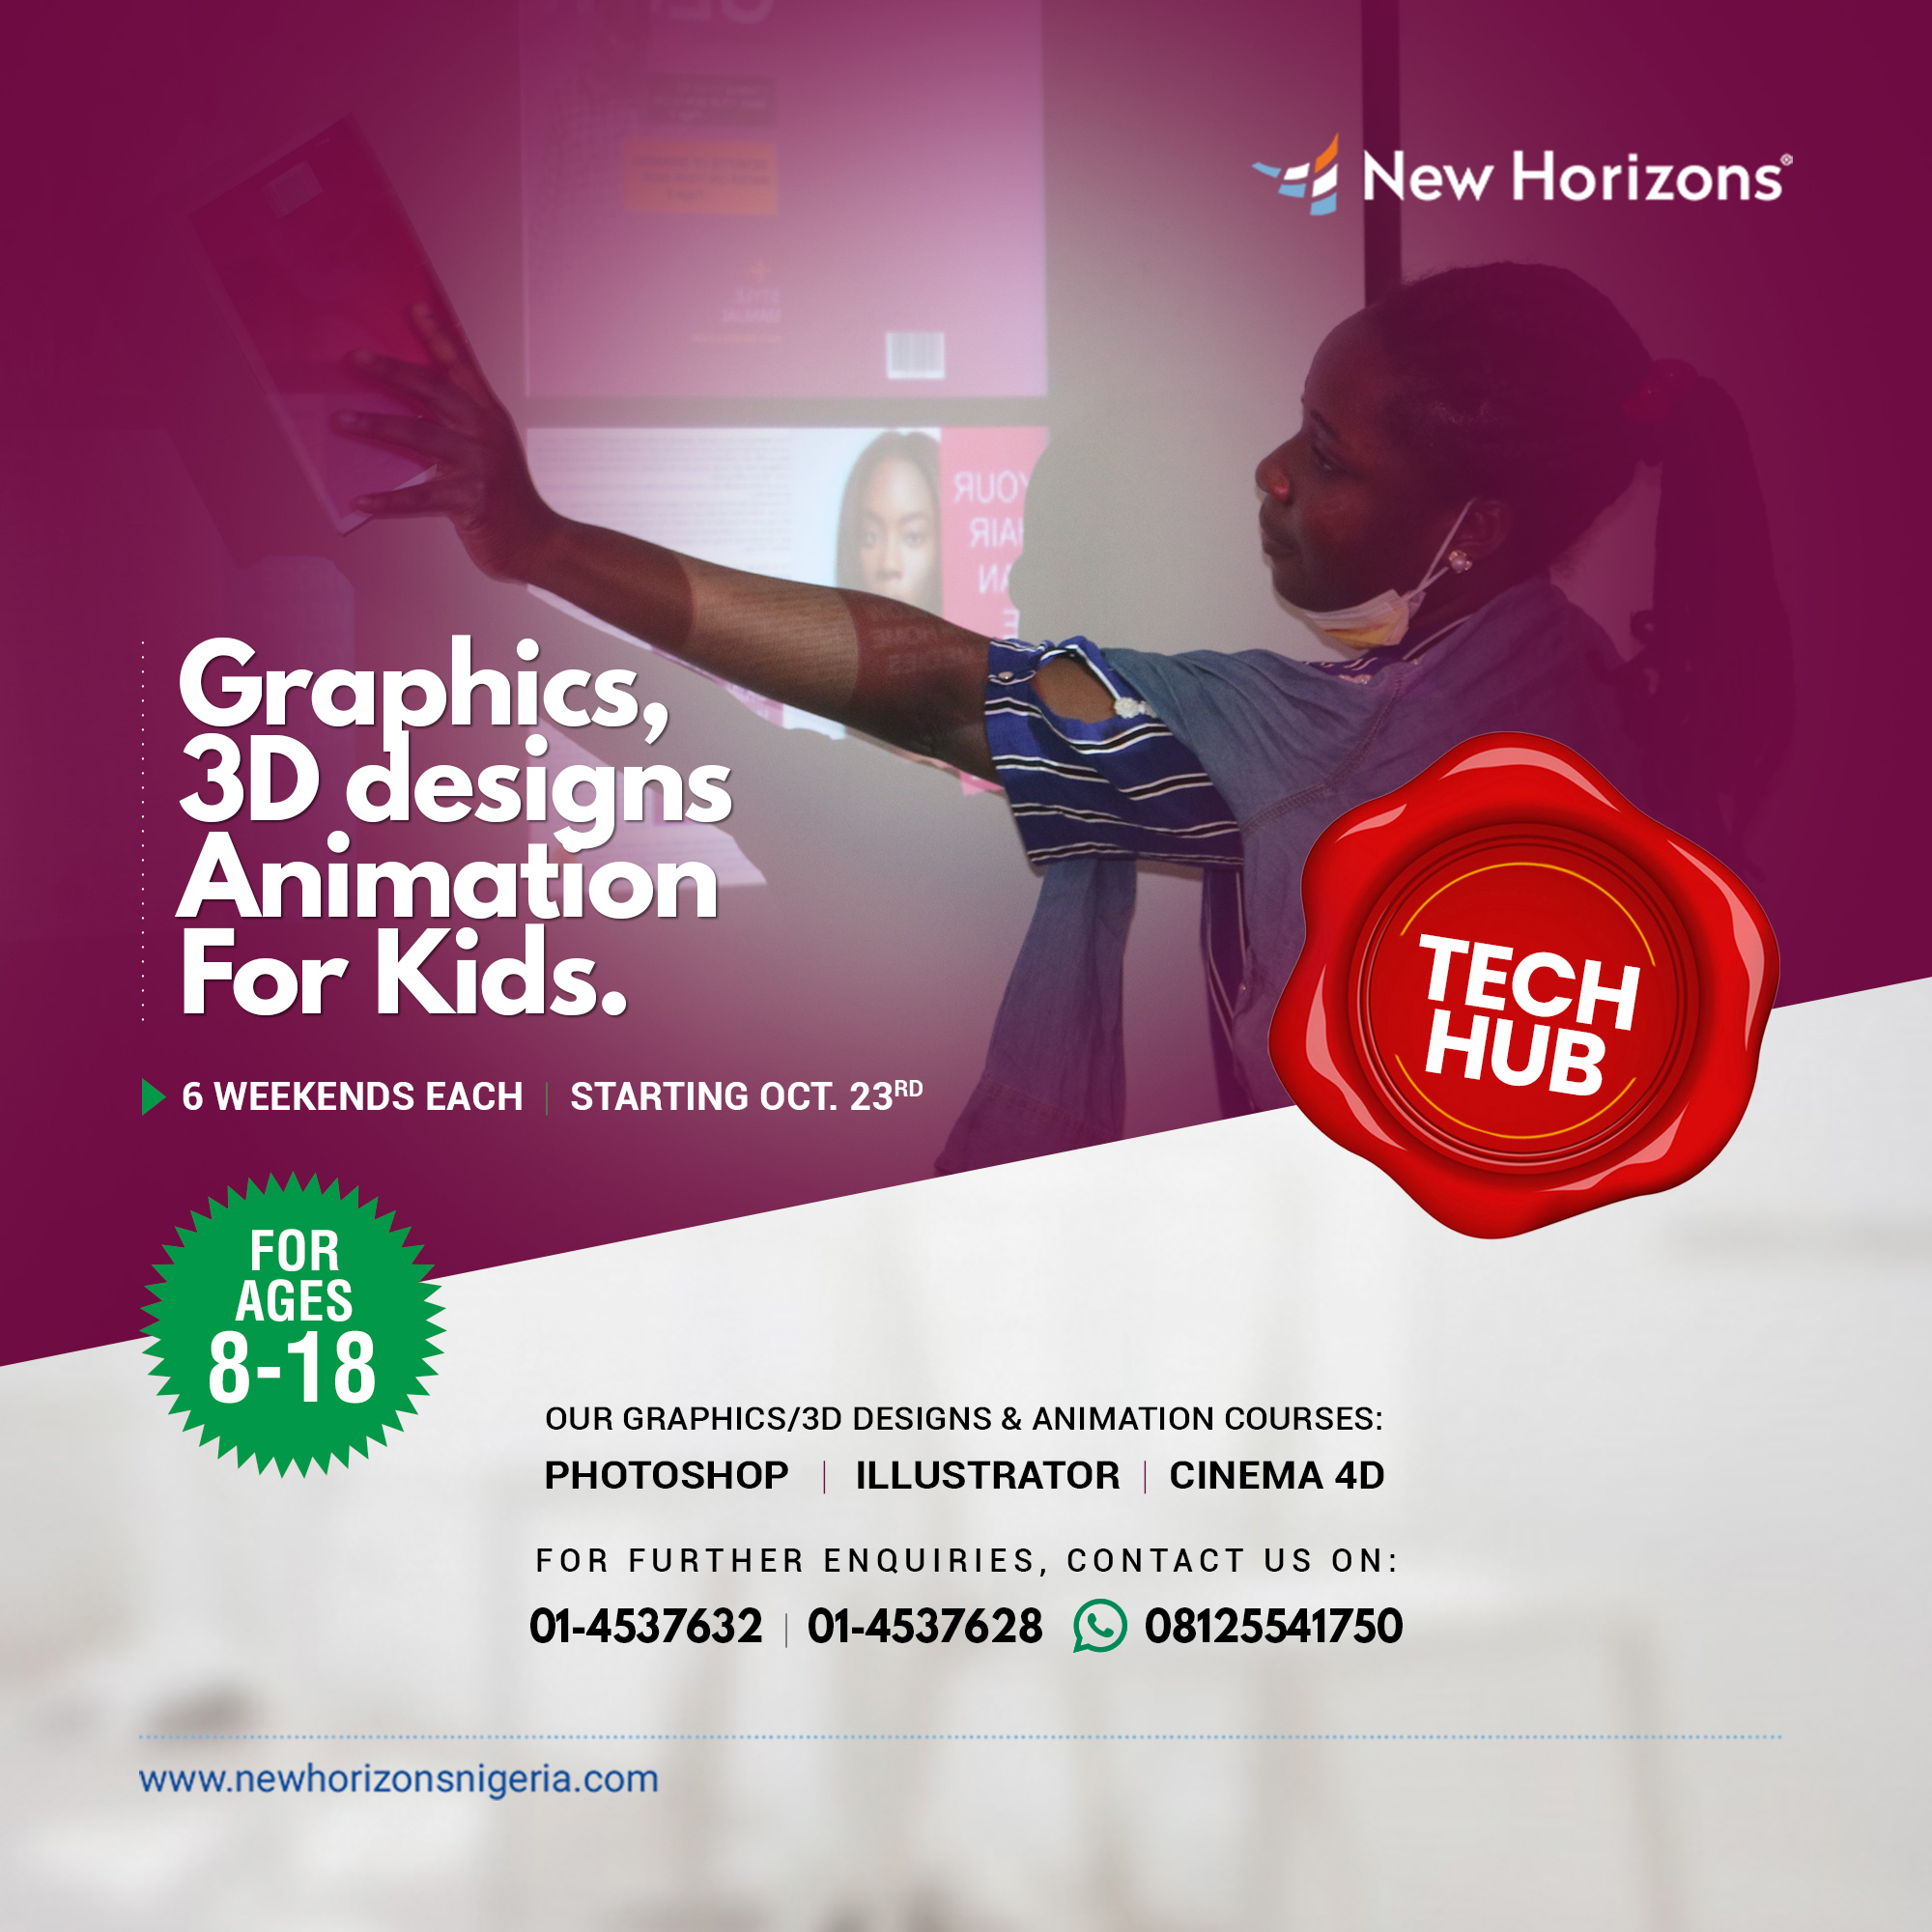 New Horizons®
Graphics,
3D designs
Animation
For Kids.
6 WEEKENDS EACH | STARTING OCT. 23RD
TECH
HUB
FOR
AGES
8-18
OUR GRAPHICS/3D DESIGNS & ANIMATION COURSES:
PHOTOSHOP | ILLUSTRATOR | CINEMA 4D
FOR FURTHER ENQUIRIES, CONTACT US ON:
01-4537632 | 01-4537628 08125541750
www.newhorizonsnigeria.com